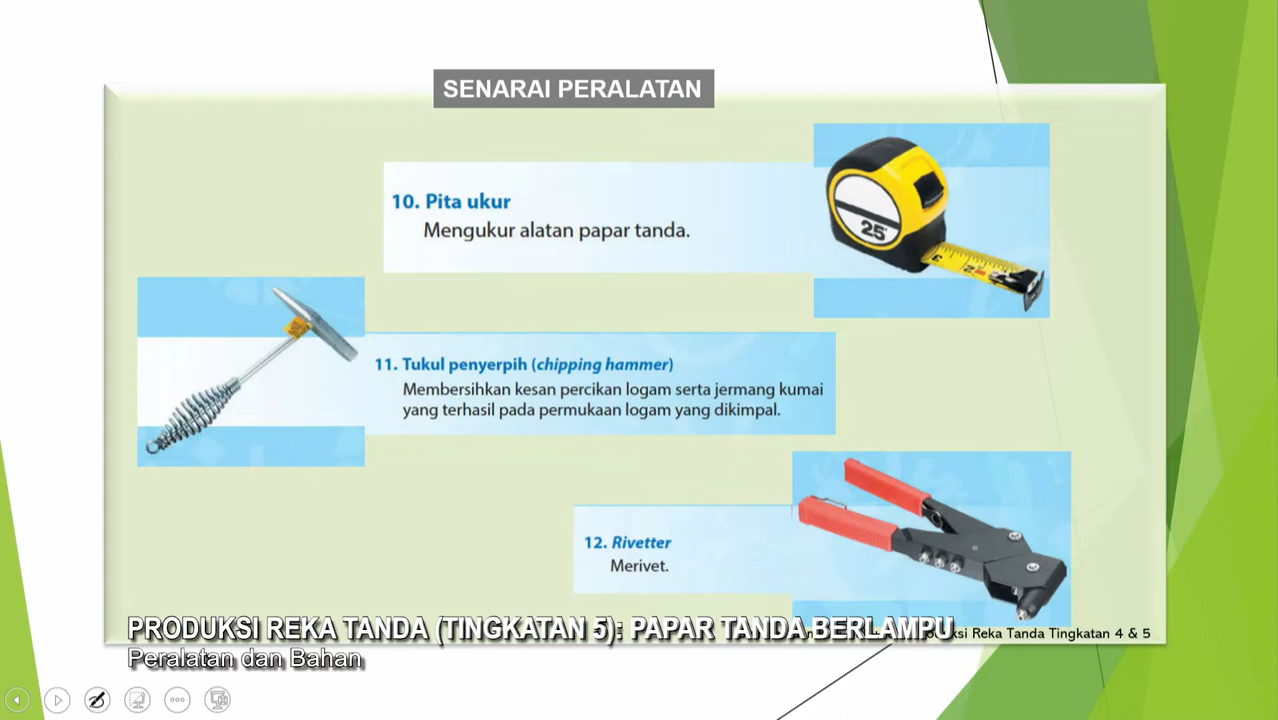 SENARAI PERALATAN
10. Pita ukur
Mengukur alatan papar tanda.
25'
11. Tukul penyerpih (chipping hammer)
Membersihkan kesan percikan logam serta jermang kumai
yang terhasil pada permukaan logam yang dikimpal.
12. Rivetter
Merivet.
PRODUKSI REKA TANDA (TINGKATAN 5): PAPAR TANDA BERLAMPU
Reka Tanda Tingkatan 4 & 5
Peralatan dan Bahan